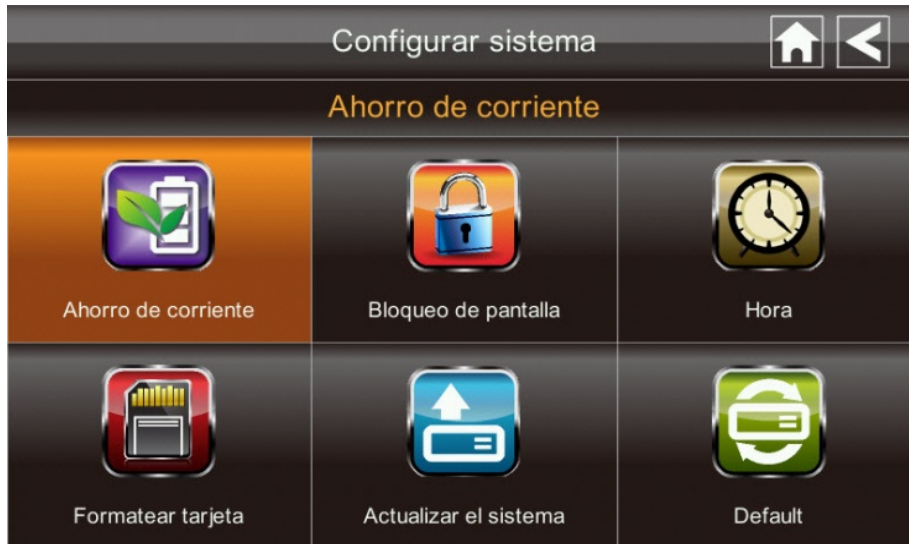 Configurar sistema
Ahorro de corriente
Ahorro de corriente
Bloqueo de pantalla
Hora
Formatear tarjeta
Actualizar el sistema
Default